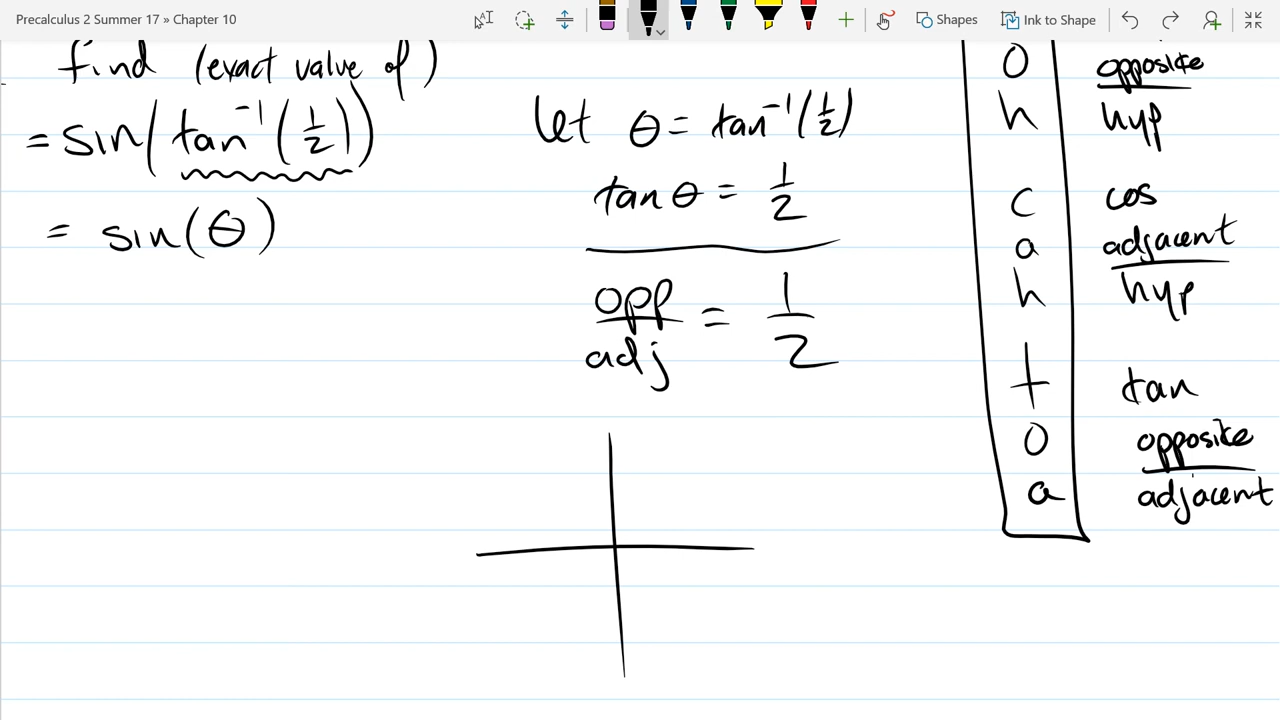 Precalculus 2 Summer 17 » Chapter 10
Shapes
Ink to Shape
find (exact value of)
= sin(tan⁻¹(1/2))
= sin(θ)
let θ = tan⁻¹(1/2)
tan θ = 1/2
opp/adj = 1/2
o opposite
h hyp
c cos
a adjacent
h hyp
t tan
o opposite
a adjacent